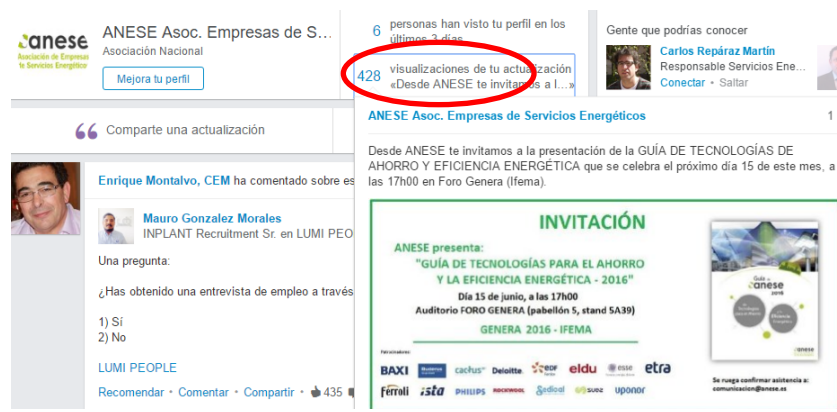 anese
Asociación de Empresas
de Servicios Energéticos
ANESE Asoc. Empresas de S...
Asociación Nacional
Mejora tu perfil
6 personas han visto tu perfil en los
últimos 3 días
428 visualizaciones de tu actualización
«Desde ANESE te invitamos a l...»
Gente que podrías conocer
Carlos Repáraz Martín
Responsable Servicios Ene...
Conectar • Saltar
Comparte una actualización
Enrique Montalvo, CEM ha comentado sobre es
Mauro Gonzalez Morales
INPLANT Recruitment Sr. en LUMI PEO
Una pregunta:
¿Has obtenido una entrevista de empleo a través
1) Sí
2) No
LUMI PEOPLE
Recomendar • Comentar • Compartir • 435
ANESE Asoc. Empresas de Servicios Energéticos 1
Desde ANESE te invitamos a la presentación de la GUÍA DE TECNOLOGÍAS DE
AHORRO Y EFICIENCIA ENERGÉTICA que se celebra el próximo día 15 de este mes, a
las 17h00 en Foro Genera (Ifema).
INVITACIÓN
ANESE presenta:
"GUÍA DE TECNOLOGÍAS PARA EL AHORRO
Y LA EFICIENCIA ENERGÉTICA - 2016"
Día 15 de junio, a las 17h00
Auditorio FORO GENERA (pabellón 5, stand 5A39)
GENERA 2016 - IFEMA
Patrocinadores:
BAXI cactus Deloitte. eDF eldu esse etra
ferroli ista PHILIPS ROCKWOOL Sedical suez uponor
Guía
anese
2016
anese
Se ruega confirmar asistencia a:
comunicacion@anese.es